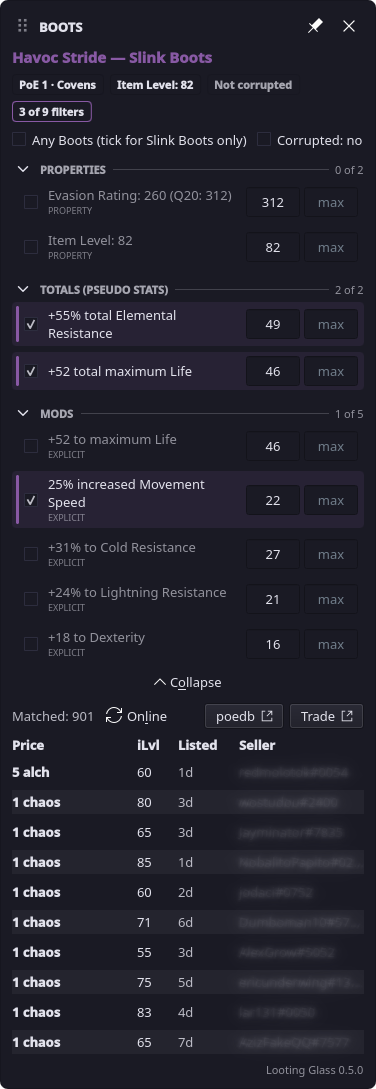 BOOTS
Havoc Stride — Slink Boots
PoE 1 · Covens Item Level: 82 Not corrupted
3 of 9 filters
Any Boots (tick for Slink Boots only) Corrupted: no
PROPERTIES 0 of 2
Evasion Rating: 260 (Q20: 312) 312 max
PROPERTY
Item Level: 82 82 max
PROPERTY
TOTALS (PSEUDO STATS) 2 of 2
+55% total Elemental
Resistance 49 max
+52 total maximum Life 46 max
MODS 1 of 5
+52 to maximum Life 46 max
EXPLICIT
25% increased Movement
Speed 22 max
EXPLICIT
+31% to Cold Resistance 27 max
EXPLICIT
+24% to Lightning Resistance 21 max
EXPLICIT
+18 to Dexterity 16 max
EXPLICIT
Collapse
Matched: 901 Online poedb Trade
Price iLvl Listed Seller
5 alch 60 1d
1 chaos 80 3d
1 chaos 65 3d
1 chaos 85 1d
1 chaos 60 2d
1 chaos 71 6d
1 chaos 55 3d
1 chaos 75 5d
1 chaos 83 4d
1 chaos 65 7d
Looting Glass 0.5.0